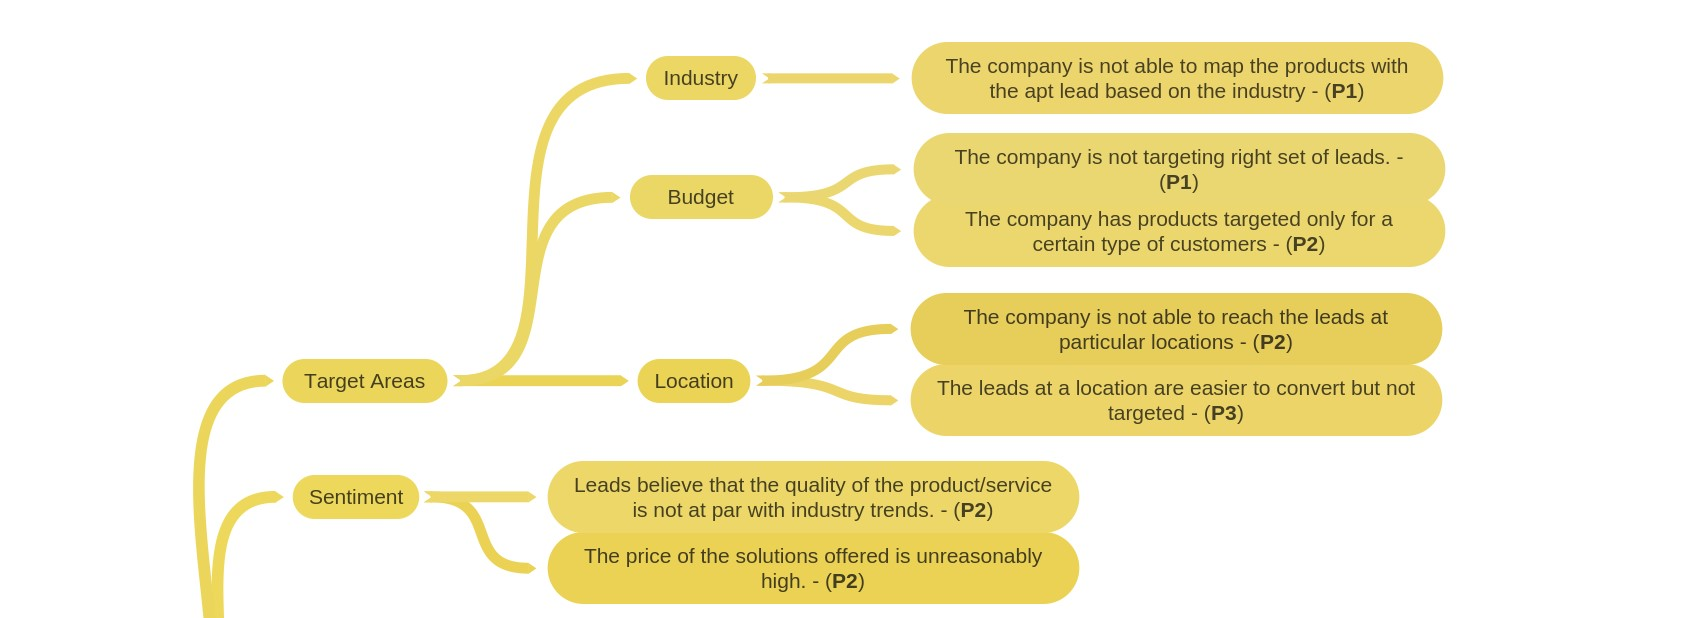 Industry
The company is not able to map the products with
the apt lead based on the industry - (P1)
Budget
The company is not targeting right set of leads. -
(P1)
The company has products targeted only for a
certain type of customers - (P2)
Target Areas
Location
The company is not able to reach the leads at
particular locations - (P2)
The leads at a location are easier to convert but not
targeted - (P3)
Sentiment
Leads believe that the quality of the product/service
is not at par with industry trends. - (P2)
The price of the solutions offered is unreasonably
high. - (P2)